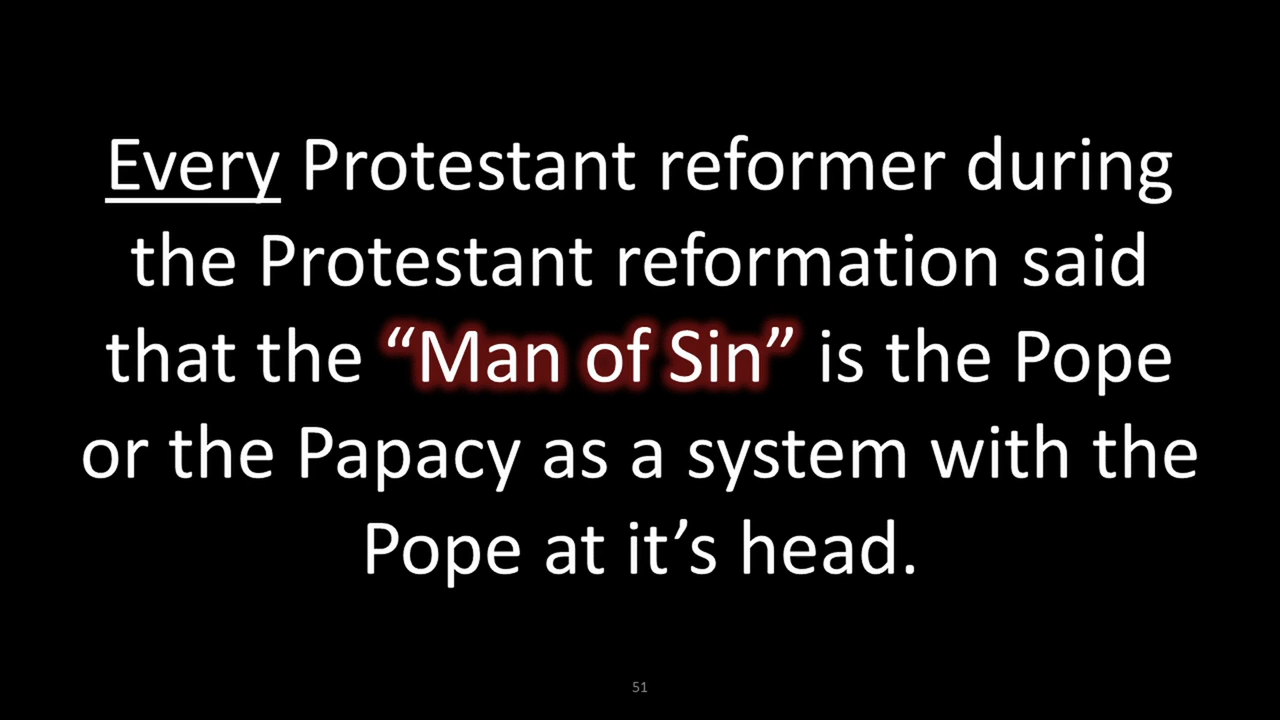 Every Protestant reformer during
the Protestant reformation said
that the “Man of Sin” is the Pope
or the Papacy as a system with the
Pope at it’s head.
51